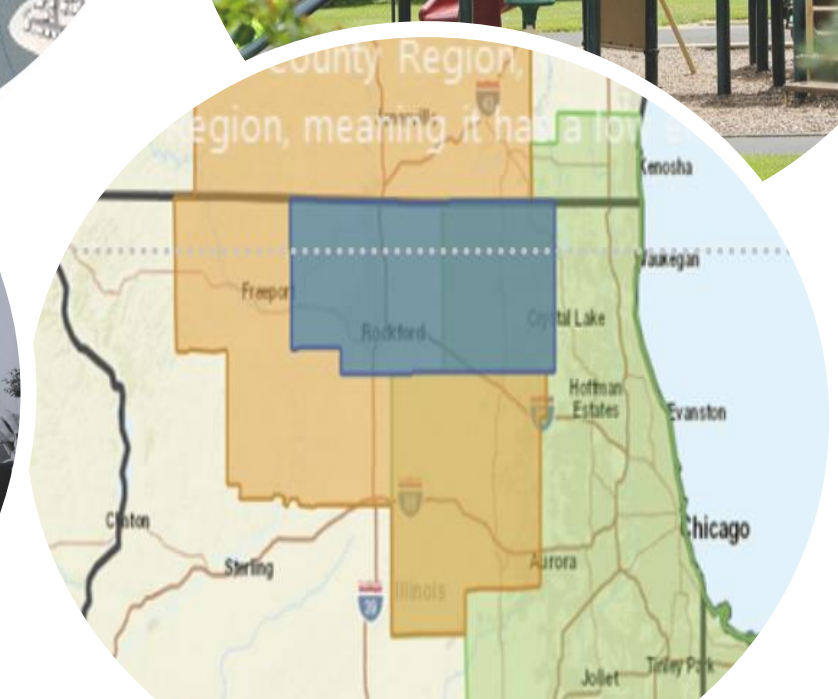 County Region,
Region, meaning it has a low
Kenosha
Waukegan
Freeport
Rockford
Crystal Lake
Hoffman
Estates
Evanston
Clinton
Chicago
Sterling
Aurora
Illinois
39
Joliet
Tinley Park